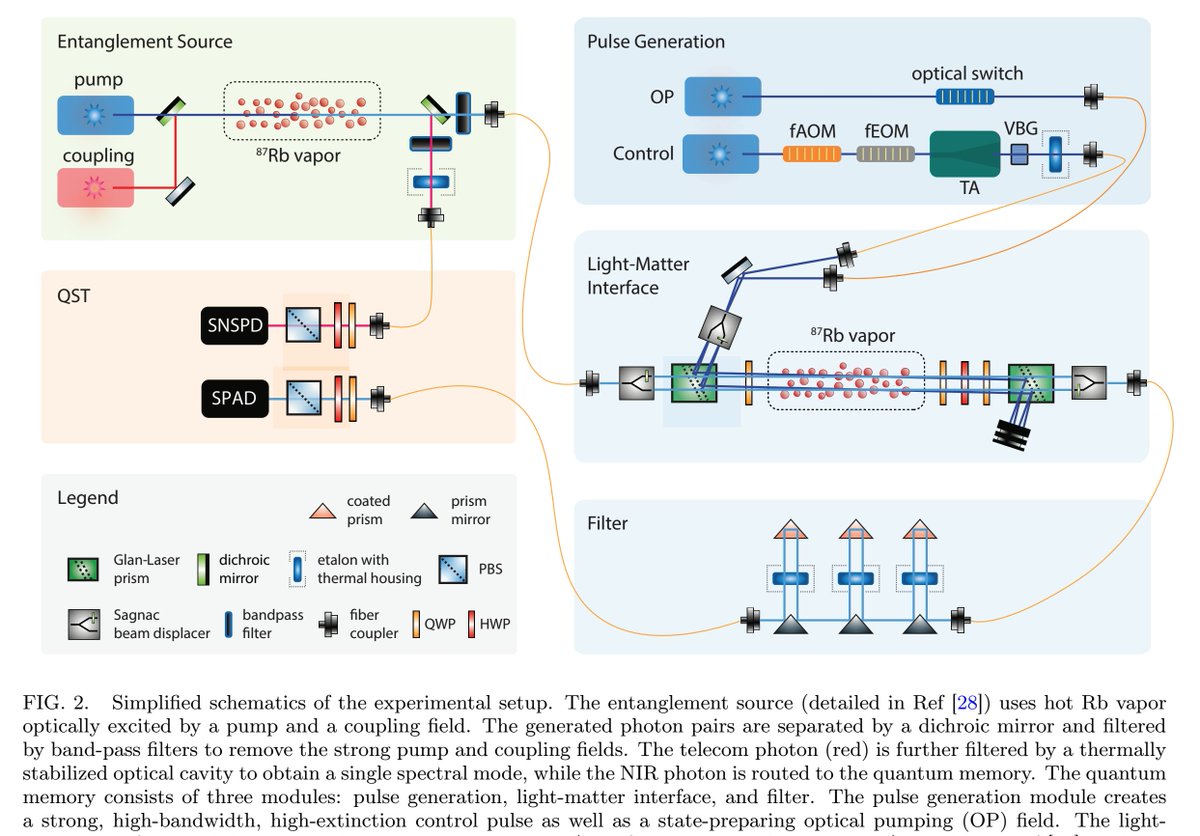 Entanglement Source
pump
coupling
⁸⁷Rb vapor
Pulse Generation
OP
optical switch
Control
fAOM
fEOM
VBG
TA
QST
SNSPD
SPAD
Light-Matter
Interface
⁸⁷Rb vapor
Legend
coated
prism
prism
mirror
Glan-Laser
prism
dichroic
mirror
etalon with
thermal housing
PBS
Sagnac
beam displacer
bandpass
filter
fiber
coupler
QWP
HWP
Filter
FIG. 2. Simplified schematics of the experimental setup. The entanglement source (detailed in Ref [28]) uses hot Rb vapor
optically excited by a pump and a coupling field. The generated photon pairs are separated by a dichroic mirror and filtered
by band-pass filters to remove the strong pump and coupling fields. The telecom photon (red) is further filtered by a thermally
stabilized optical cavity to obtain a single spectral mode, while the NIR photon is routed to the quantum memory. The quantum
memory consists of three modules: pulse generation, light-matter interface, and filter. The pulse generation module creates
a strong, high-bandwidth, high-extinction control pulse as well as a state-preparing optical pumping (OP) field. The light-